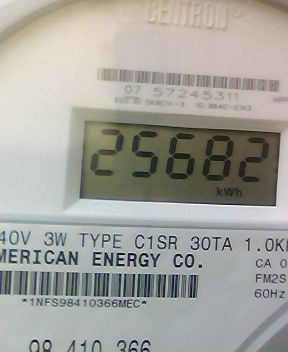 CENTRON®
07 57245311
25682
kWh
40V 3W TYPE C1SR 30TA 1.0K
MERICAN ENERGY CO.
CA 0
FM2S
60Hz
*1NFS98410366MEC*
98 410 366